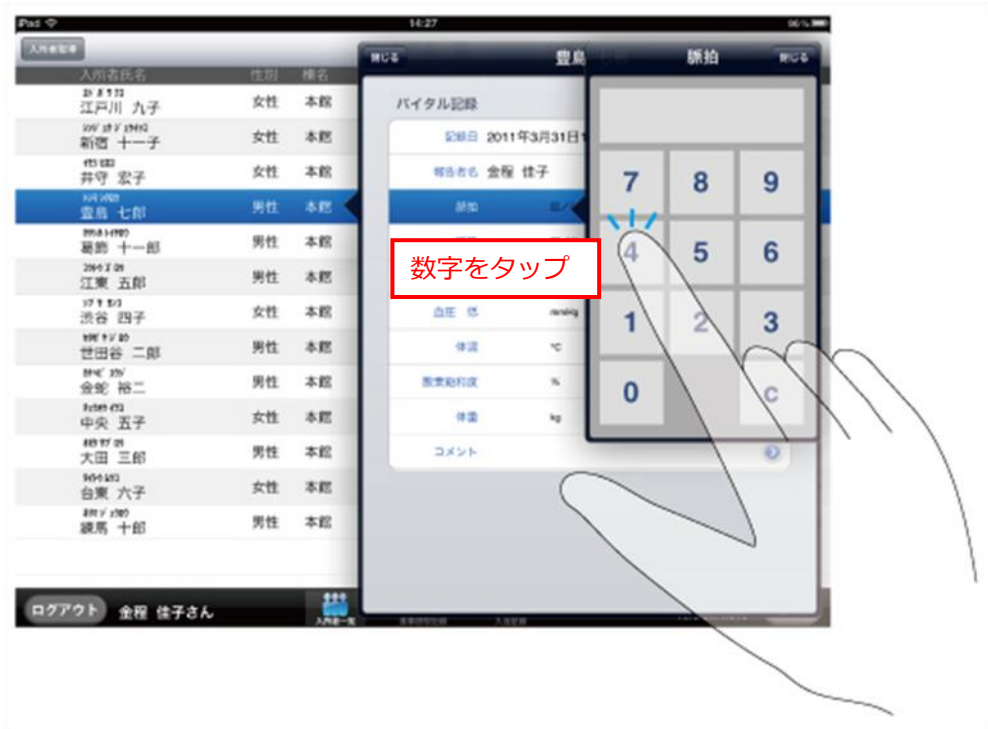 iPad 14:27 96%
閉じる 豊島 脈拍 閉じる
入所者氏名 性別 棟名
江戸川 九子 女性 本館
新宿 十一子 女性 本館
井守 宏子 女性 本館
豊島 七郎 男性 本館
葛飾 十一郎 男性 本館
江東 五郎 男性 本館
渋谷 四子 女性 本館
世田谷 二郎 男性 本館
金蛇 裕二 男性 本館
中央 五子 女性 本館
大田 三郎 男性 本館
台東 六子 女性 本館
練馬 十郎 男性 本館
バイタル記録
記録日 2011年3月31日
報告者名 金程 佳子
脈拍
数字をタップ
血圧 低 mmHg
体温 ℃
酸素飽和度 %
体重 kg
コメント
7 8 9
4 5 6
1 2 3
0 C
ログアウト 金程 佳子さん
入所者一覧